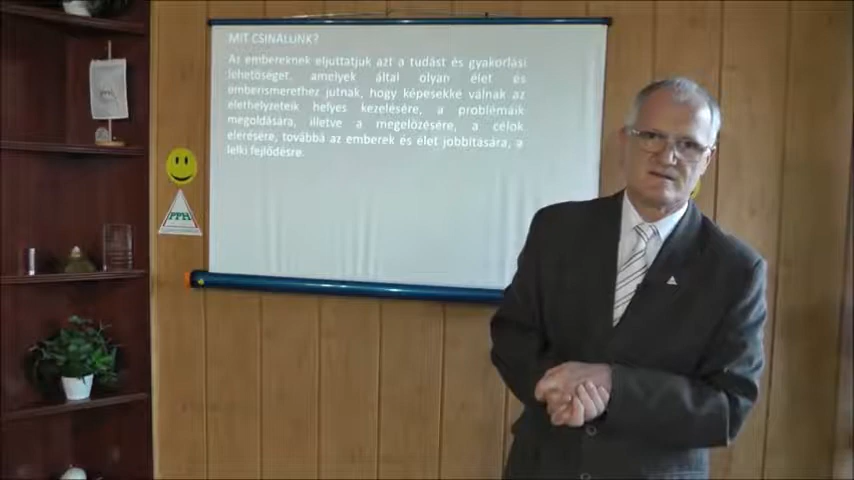 MIT CSINÁLUNK?
Az embereknek eljuttatjuk azt a tudást és gyakorlási
lehetőséget, amelyek által olyan élet és
emberismerethez jutnak, hogy képesekké válnak az
élethelyzeteik helyes kezelésére, a problémáik
megoldására, illetve a megelőzésére, a célok
elérésére, továbbá az emberek és élet jobbítására, a
lelki fejlődésre.
PPH